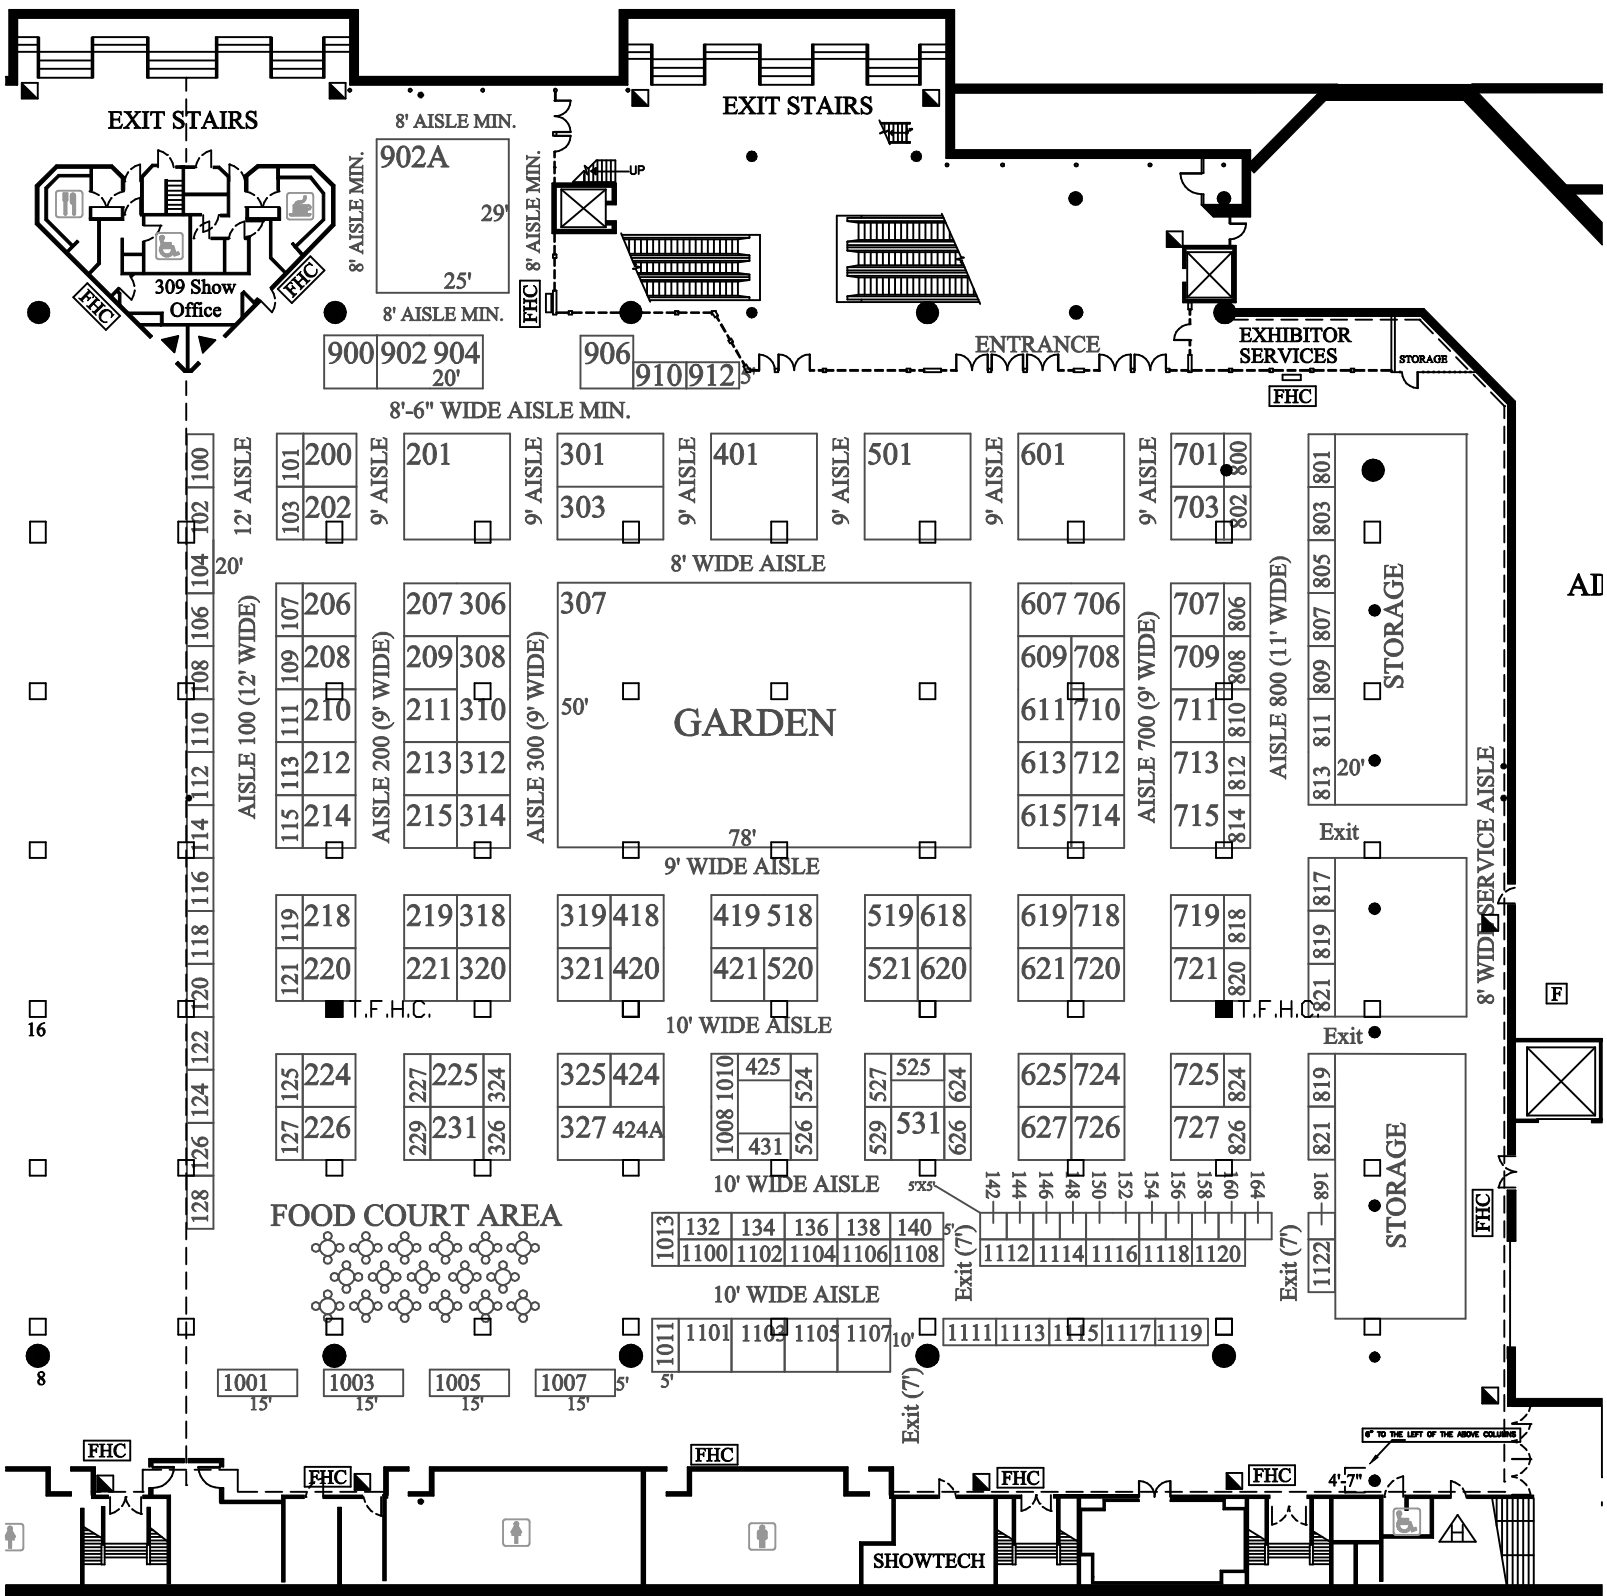 EXIT STAIRS
EXIT STAIRS
8' AISLE MIN.
902A
8' AISLE MIN.
8' AISLE MIN.
29'
25'
UP
309 Show
Office
FHC
FHC
FHC
8' AISLE MIN.
ENTRANCE
EXHIBITOR
SERVICES
STORAGE
FHC
900 902 904
20'
906
910 912 5'
8'-6" WIDE AISLE MIN.
100
12' AISLE
101
200
9' AISLE
201
9' AISLE
301
9' AISLE
401
9' AISLE
501
9' AISLE
601
9' AISLE
701
800
801
102
103
202
303
703
802
803
104
20'
8' WIDE AISLE
805
STORAGE
AD
106
AISLE 100 (12' WIDE)
107
206
AISLE 200 (9' WIDE)
207 306
AISLE 300 (9' WIDE)
307
607 706
AISLE 700 (9' WIDE)
707
806
AISLE 800 (11' WIDE)
807
108
109
208
209 308
609 708
709
808
809
110
111
210
211 310
50'
GARDEN
611 710
711
810
811
112
113
212
213 312
613 712
713
812
813
20'
114
115
214
215 314
78'
615 714
715
814
Exit
8' WIDE SERVICE AISLE
9' WIDE AISLE
116
817
118
119
218
219 318
319 418
419 518
519 618
619 718
719
818
819
120
121
220
221 320
321 420
421 520
521 620
621 720
721
820
821
F
T.F.H.C.
T.F.H.C.
16
10' WIDE AISLE
Exit
122
124
125
224
227
225
324
325 424
1010
425
524
527
525
624
625 724
725
824
819
126
127
226
229
231
326
327 424A
1008
431
526
529
531
626
627 726
727
826
821
STORAGE
128
10' WIDE AISLE
5'X5'
142
144
146
148
150
152
154
156
158
160
164
168
FHC
FOOD COURT AREA
1013
132 134 136 138 140 5'
1100 1102 1104 1106 1108
Exit (7')
1112 1114 1116 1118 1120
Exit (7')
1122
10' WIDE AISLE
1011
1101 1103 1105 1107 10'
1111 1113 1115 1117 1119
8
5'
1001
15'
1003
15'
1005
15'
1007 5'
15'
Exit (7')
6" TO THE LEFT OF THE ABOVE COLUMNS
FHC
FHC
FHC
FHC
FHC
4'-7"
SHOWTECH
H